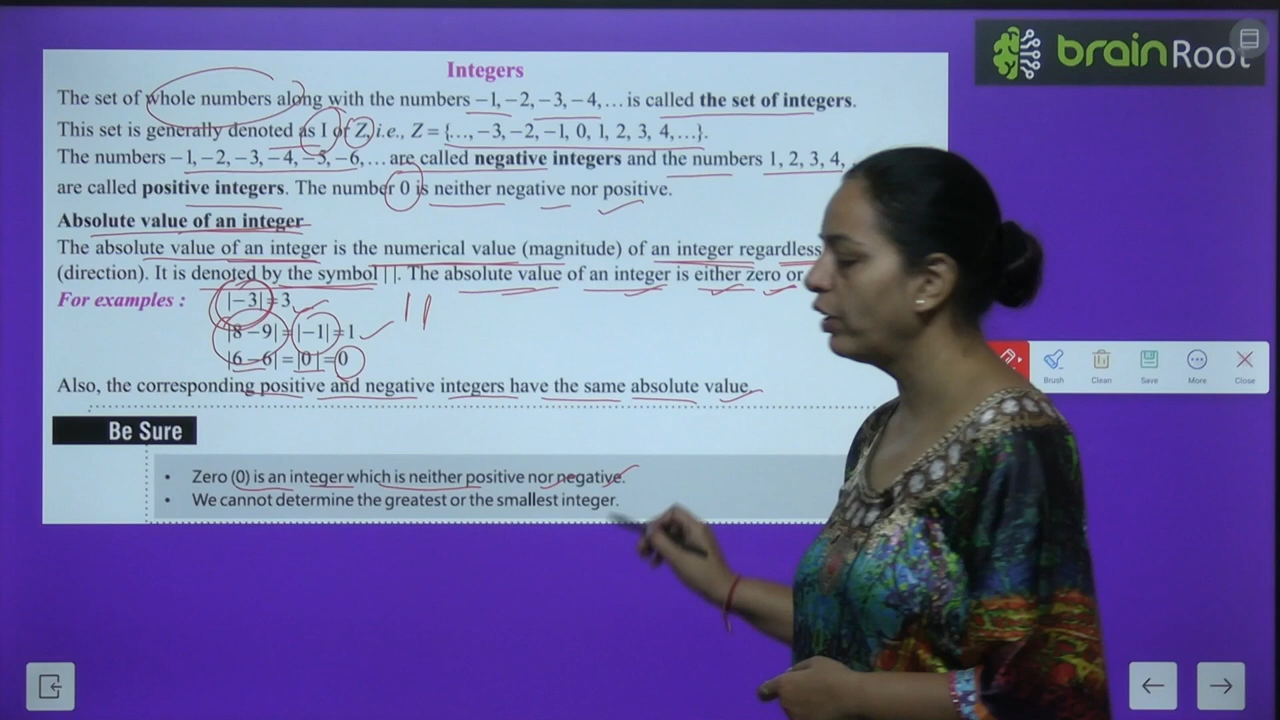 brainRoot
Integers
The set of whole numbers along with the numbers −1, −2, −3, −4, … is called the set of integers.
This set is generally denoted as I or Z, i.e., Z = {…, −3, −2, −1, 0, 1, 2, 3, 4,…}.
The numbers −1, −2, −3, −4, −5, −6,… are called negative integers and the numbers 1, 2, 3, 4,
are called positive integers. The number 0 is neither negative nor positive.
Absolute value of an integer
The absolute value of an integer is the numerical value (magnitude) of an integer regardless
(direction). It is denoted by the symbol | |. The absolute value of an integer is either zero or
For examples : |−3| = 3
|8 − 9| = |−1| = 1
|6 − 6| = |0| = 0
||
Also, the corresponding positive and negative integers have the same absolute value.
Be Sure
• Zero (0) is an integer which is neither positive nor negative.
• We cannot determine the greatest or the smallest integer.
Brush Clean Save More Close